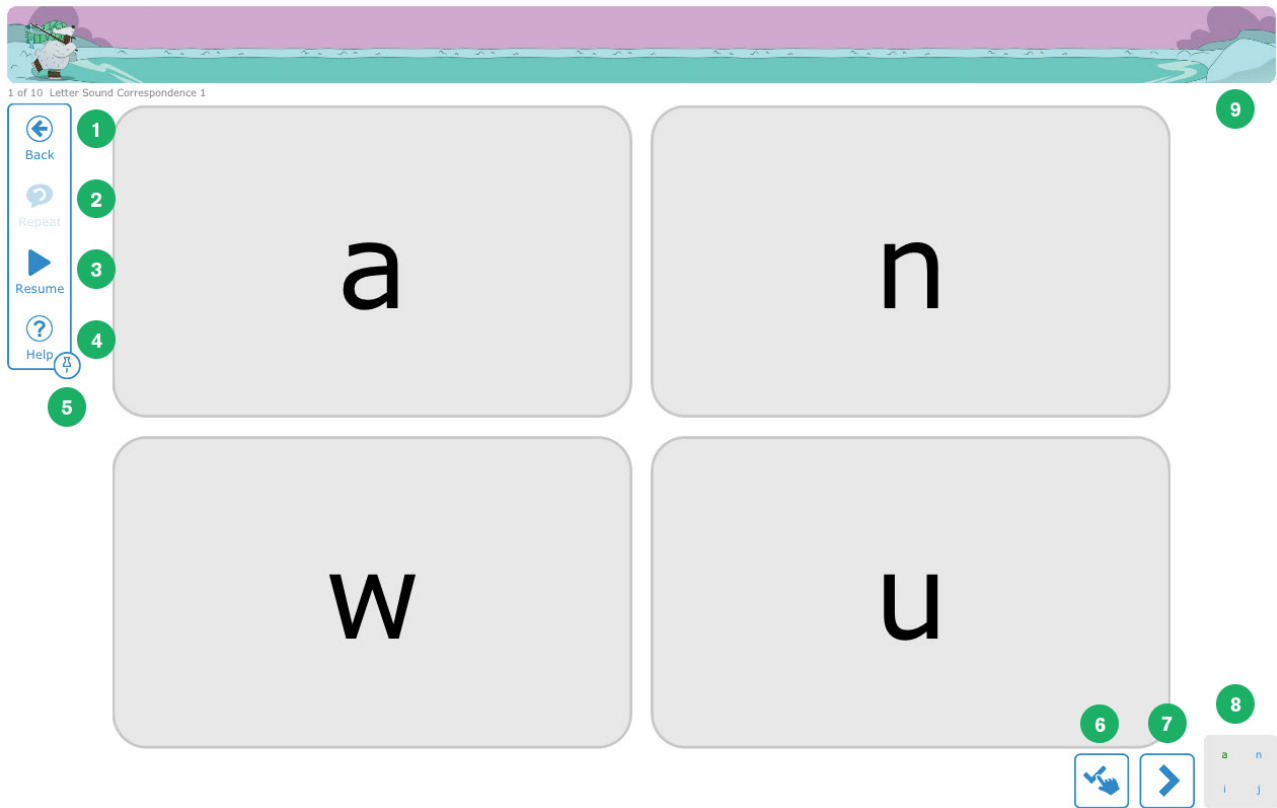 1 of 10 Letter Sound Correspondence 1
9
1
Back
2
Repeat
3
Resume
4
Help
5
a n
w u
6 7 8
a n
i j